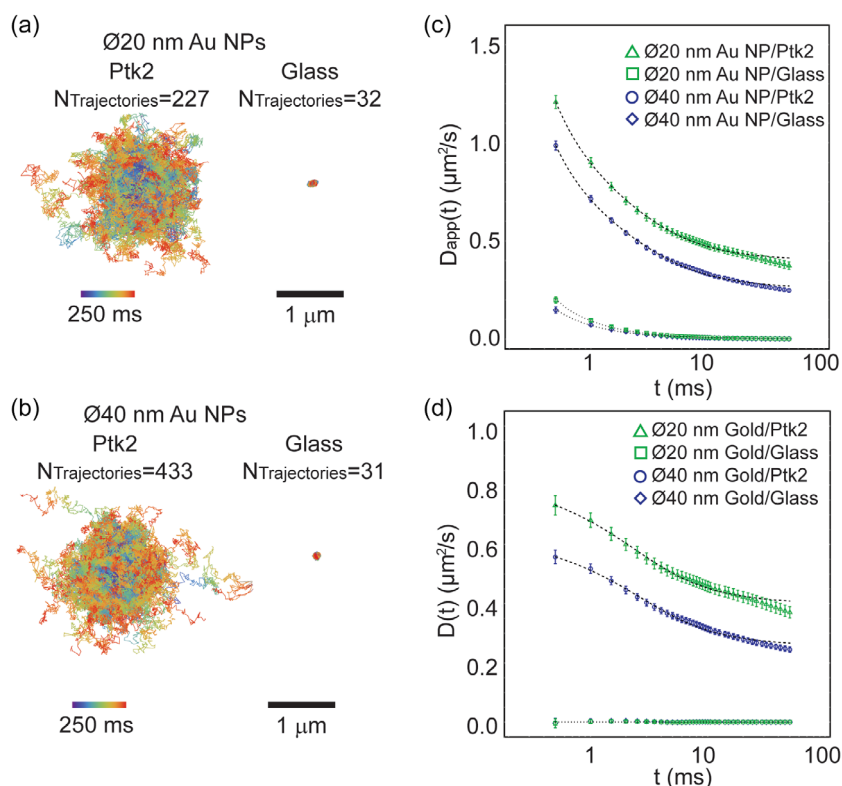 (a)
Ø20 nm Au NPs
Ptk2 Glass
NTrajectories=227 NTrajectories=32
250 ms
1 μm
(b)
Ø40 nm Au NPs
Ptk2 Glass
NTrajectories=433 NTrajectories=31
250 ms
1 μm
(c)
1.5
1.0
0.5
0.0
Dapp(t) (μm²/s)
Ø20 nm Au NP/Ptk2
Ø20 nm Au NP/Glass
Ø40 nm Au NP/Ptk2
Ø40 nm Au NP/Glass
1 10 100
t (ms)
(d)
1.0
0.8
0.6
0.4
0.2
0.0
D(t) (μm²/s)
Ø20 nm Gold/Ptk2
Ø20 nm Gold/Glass
Ø40 nm Gold/Ptk2
Ø40 nm Gold/Glass
1 10 100
t (ms)